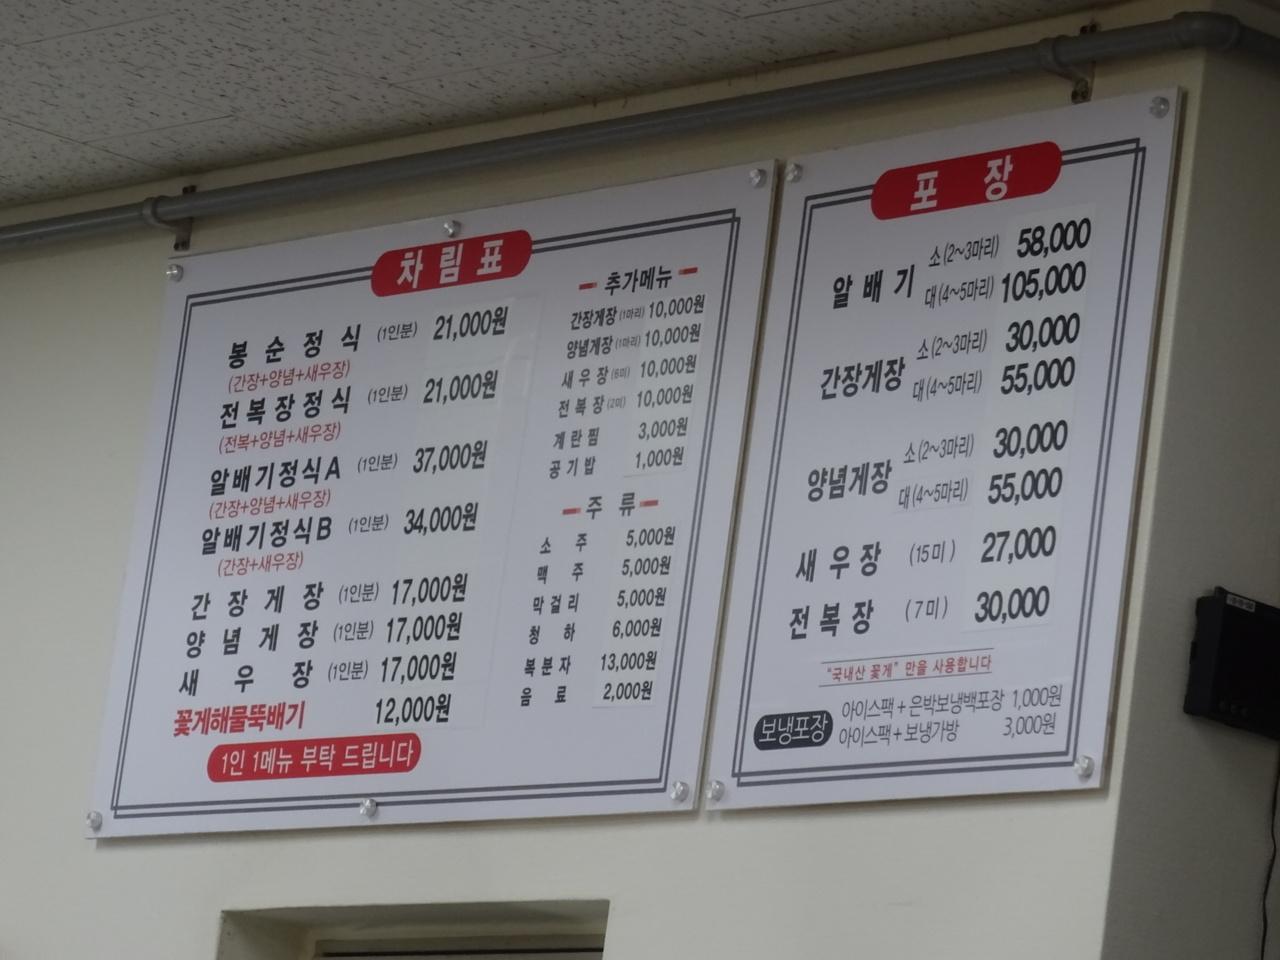 차림표
봉순정식 (1인분) 21,000원
(간장+양념+새우장)
전복장정식 (1인분) 21,000원
(전복+양념+새우장)
알배기정식A (1인분) 37,000원
(간장+양념+새우장)
알배기정식B (1인분) 34,000원
(간장+새우장)
간장게장 (1인분) 17,000원
양념게장 (1인분) 17,000원
새우장 (1인분) 17,000원
꽃게해물뚝배기 12,000원
1인 1메뉴 부탁 드립니다
추가메뉴
간장게장 (1마리) 10,000원
양념게장 (1마리) 10,000원
새우장 (6미) 10,000원
전복장 (2미) 10,000원
계란찜 3,000원
공기밥 1,000원
주류
소주 5,000원
맥주 5,000원
막걸리 5,000원
청하 6,000원
복분자 13,000원
음료 2,000원
포장
알배기 소(2~3마리) 58,000
대(4~5마리) 105,000
간장게장 소(2~3마리) 30,000
대(4~5마리) 55,000
양념게장 소(2~3마리) 30,000
대(4~5마리) 55,000
새우장 (15미) 27,000
전복장 (7미) 30,000
"국내산 꽃게" 만을 사용합니다
보냉포장 아이스팩+은박보냉백포장 1,000원
아이스팩+보냉가방 3,000원